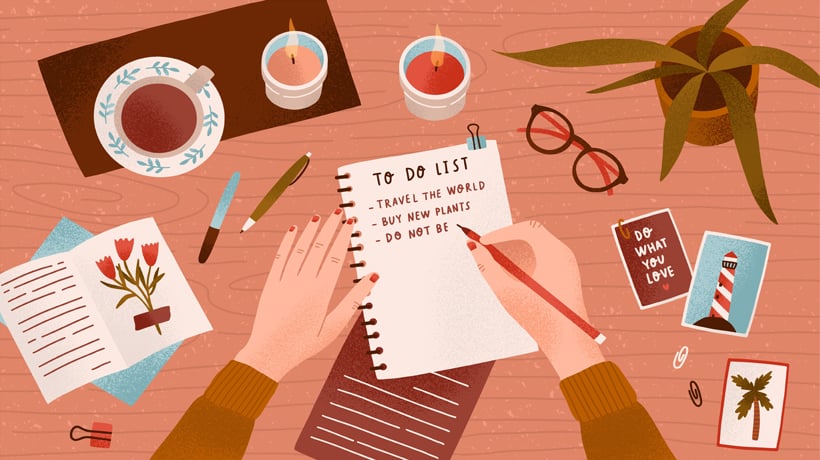 TO DO LIST
- TRAVEL THE WORLD
- BUY NEW PLANTS
- DO NOT BE
DO
WHAT
YOU
LOVE